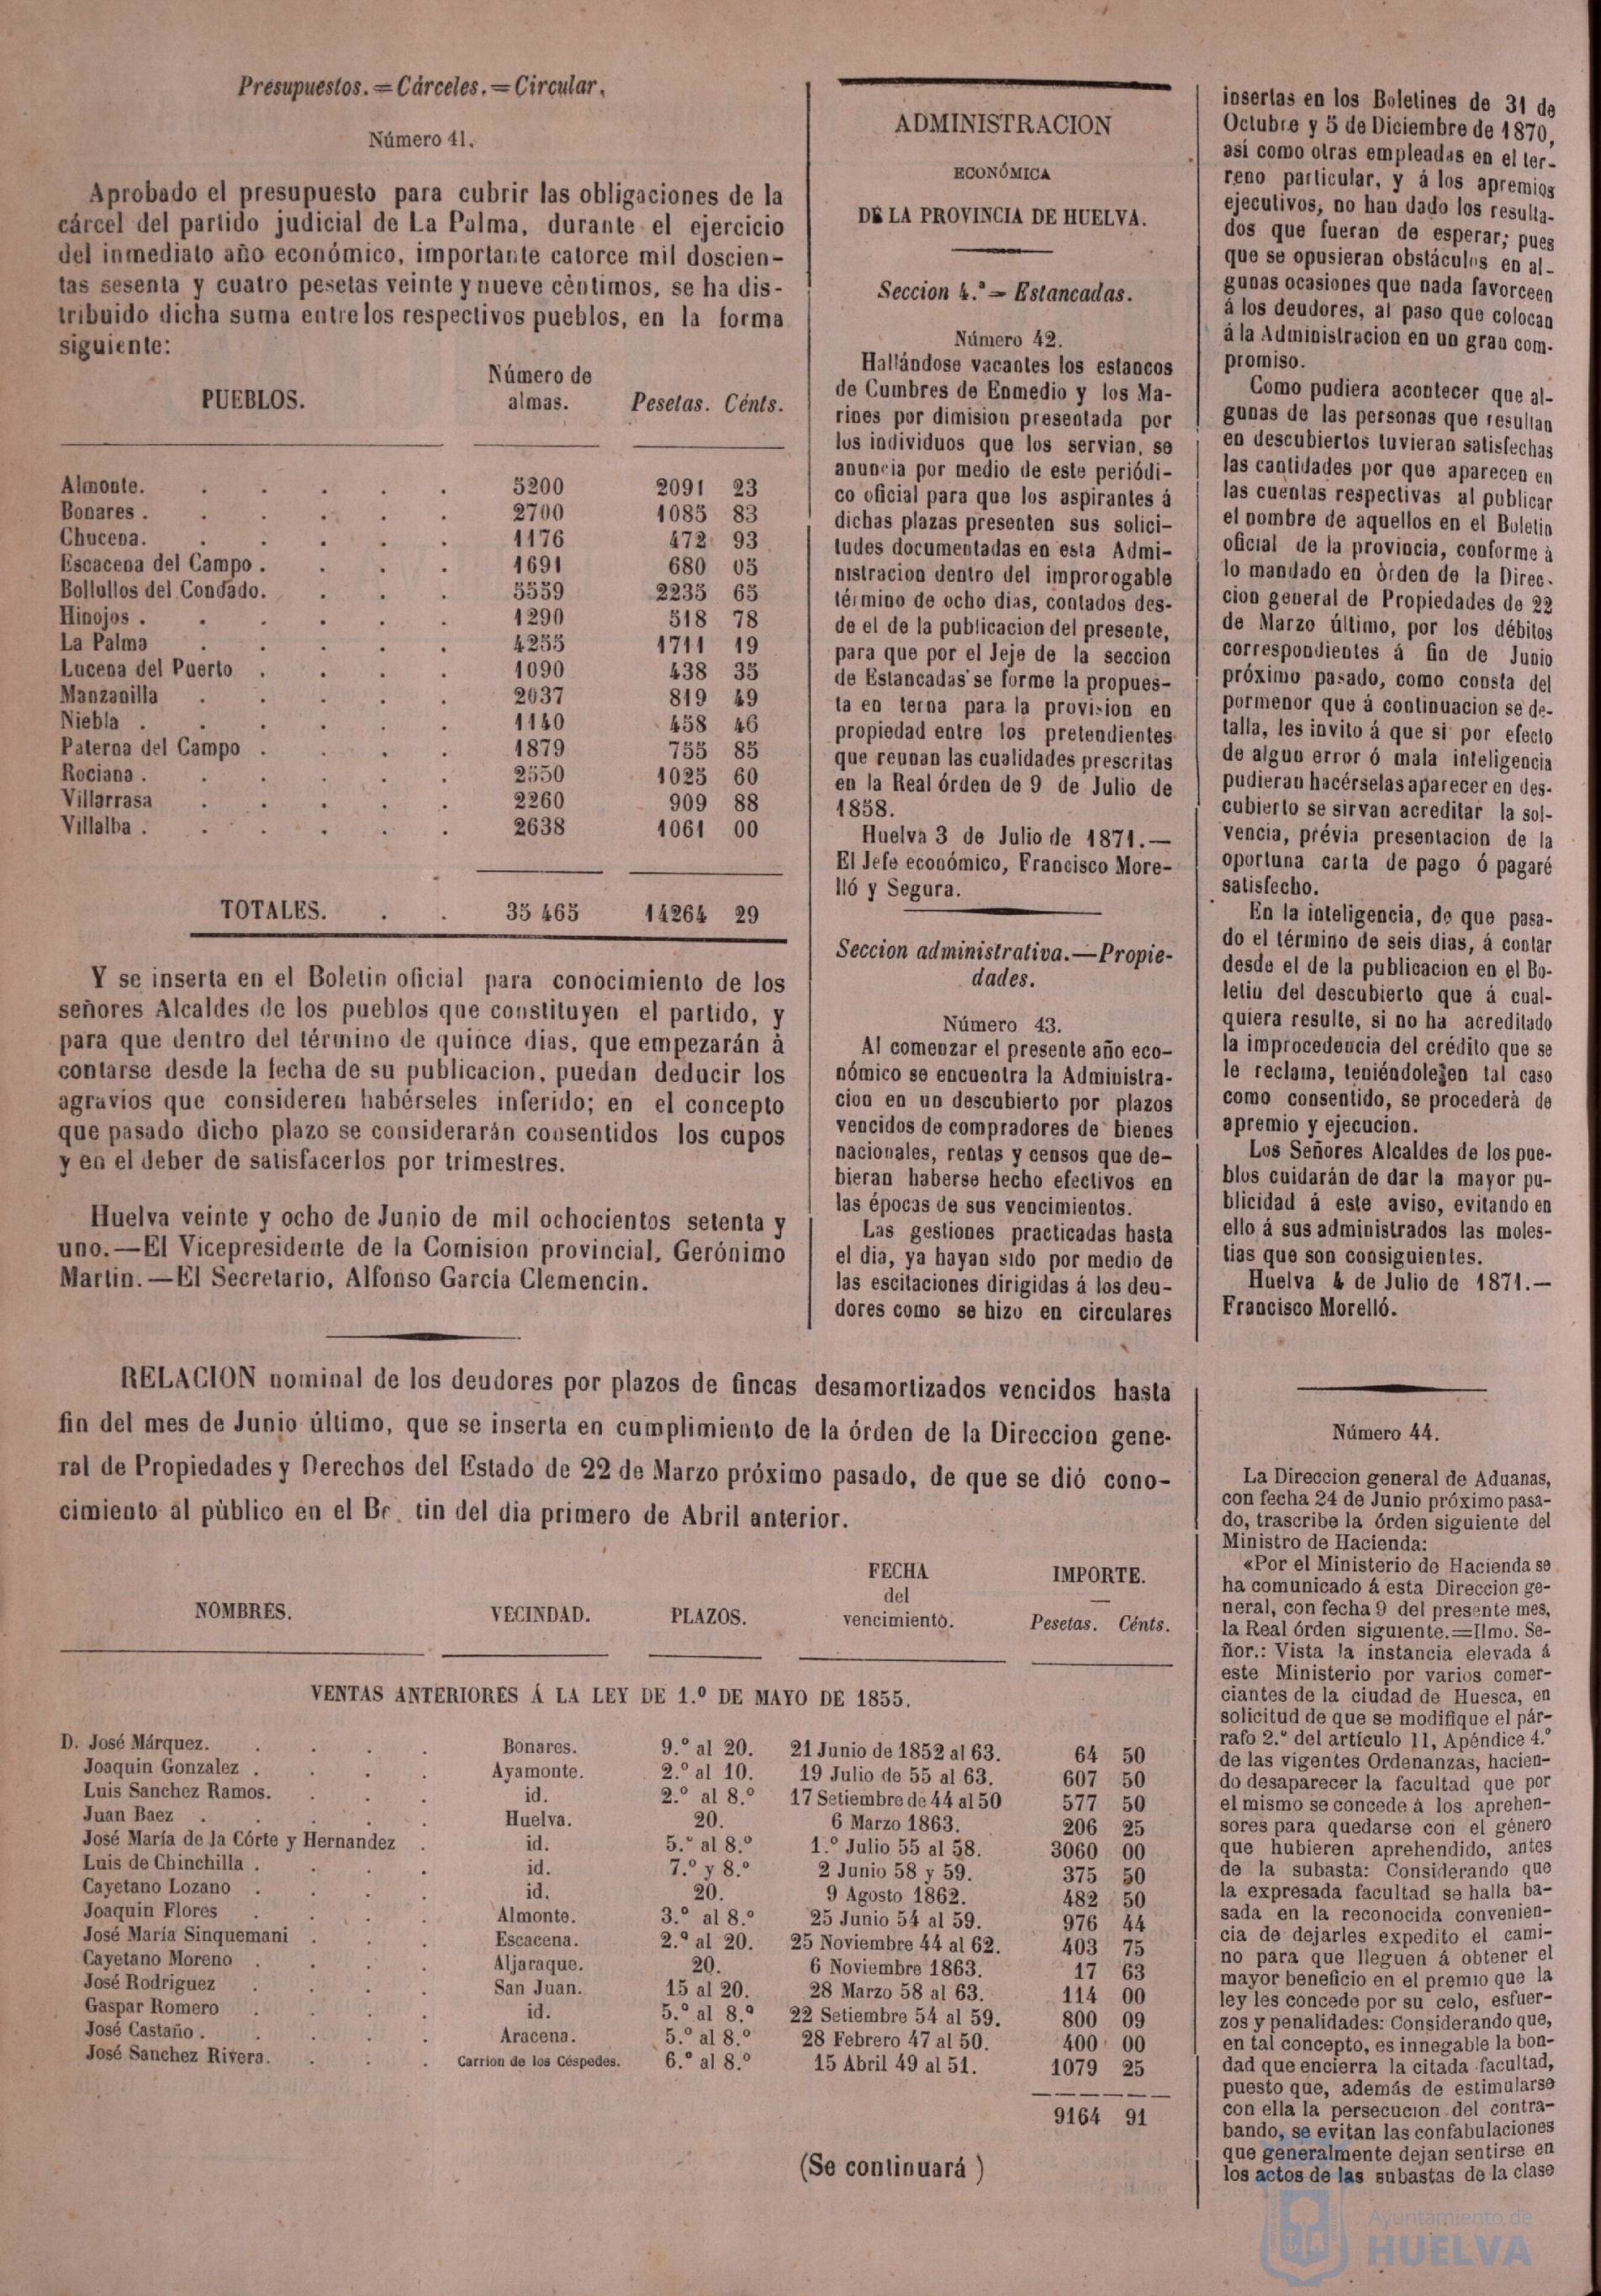 Presupuestos.=Cárceles.=Circular.
Número 41.
Aprobado el presupuesto para cubrir las obligaciones de la
cárcel del partido judicial de La Palma, durante el ejercicio
del inmediato año económico, importante catorce mil doscien-
tas sesenta y cuatro pesetas veinte y nueve cèntimos, se ha dis-
tribuido dicha suma entre los respectivos pueblos, en la forma
siguiente:
PUEBLOS. Número de almas. Pesetas. Cénts.
Almonte. . . . . . 5200 2091 23
Bonares . . . . . . 2700 1085 83
Chucena. . . . . . 1176 472 93
Escacena del Campo . . . . 1691 680 05
Bollullos del Condado. . . . 5559 2235 65
Hinojos . . . . . . 1290 518 78
La Palma . . . . . 4255 1711 19
Lucena del Puerto . . . . 1090 438 35
Manzanilla . . . . . 2037 819 49
Niebla . . . . . . 1140 458 46
Paterna del Campo . . . . 1879 755 85
Rociana . . . . . . 2550 1025 60
Villarrasa . . . . . 2260 909 88
Villalba . . . . . . 2638 1061 00
TOTALES. . . 35 465 14264 29
Y se inserta en el Boletin oficial para conocimiento de los
señores Alcaldes de los pueblos que constituyen el partido, y
para que dentro del término de quince dias, que empezarán à
contarse desde la fecha de su publicacion, puedan deducir los
agravios que consideren habérseles inferido; en el concepto
que pasado dicho plazo se considerarán consentidos los cupos
y en el deber de satisfacerlos por trimestres.
Huelva veinte y ocho de Junio de mil ochocientos setenta y
uno.—El Vicepresidente de la Comision provincial, Gerónimo
Martin.—El Secretario, Alfonso García Clemencin.
ADMINISTRACION
ECONÓMICA
DE LA PROVINCIA DE HUELVA.
Seccion 4.ª=Estancadas.
Número 42.
Hallándose vacantes los estancos
de Cumbres de Enmedio y los Ma-
rines por dimision presentada por
los individuos que los servian, se
anuncia por medio de este periódi-
co oficial para que los aspirantes á
dichas plazas presenten sus solici-
tudes documentadas en esta Admi-
nistracion dentro del improrogable
término de ocho dias, contados des-
de el de la publicacion del presente,
para que por el Jeje de la seccion
de Estancadas se forme la propues-
ta en terna para la provision en
propiedad entre los pretendientes
que reunan las cualidades prescritas
en la Real órden de 9 de Julio de
1858.
Huelva 3 de Julio de 1871.—
El Jefe económico, Francisco More-
lló y Segura.
Seccion administrativa.—Propie-
dades.
Número 43.
Al comenzar el presente año eco-
nómico se encuentra la Administra-
cion en un descubierto por plazos
vencidos de compradores de bienes
nacionales, rentas y censos que de-
bieran haberse hecho efectivos en
las épocas de sus vencimientos.
Las gestiones practicadas hasta
el dia, ya hayan sido por medio de
las escitaciones dirigidas á los deu-
dores como se hizo en circulares
insertas en los Boletines de 31 de
Octubre y 5 de Diciembre de 1870,
así como otras empleadas en el ter-
reno particular, y á los apremios
ejecutivos, no han dado los resulta-
dos que fueran de esperar; pues
que se opusieran obstáculos en al-
gunas ocasiones que nada favorceen
á los deudores, al paso que colocan
á la Administracion en un gran com-
promiso.
Como pudiera acontecer que al-
gunas de las personas que resultan
en descubiertos tuvieran satisfechas
las cantidades por que aparecen en
las cuentas respectivas al publicar
el nombre de aquellos en el Boletin
oficial de la provincia, conforme à
lo mandado en òrden de la Direc-
cion general de Propiedades de 22
de Marzo último, por los débitos
correspondientes á fin de Junio
próximo pasado, como consta del
pormenor que á continuacion se de-
talla, les invito á que si por efecto
de algun error ó mala inteligencia
pudieran hacérselas aparecer en des-
cubierto se sirvan acreditar la sol-
vencia, prévia presentacion de la
oportuna carta de pago ó pagaré
satisfecho.
En la inteligencia, de que pasa-
do el término de seis dias, á contar
desde el de la publicacion en el Bo-
letin del descubierto que á cual-
quiera resulte, si no ha acreditado
la improcedencia del crédito que se
le reclama, teniéndole en tal caso
como consentido, se procederà de
apremio y ejecucion.
Los Señores Alcaldes de los pue-
blos cuidarán de dar la mayor pu-
blicidad á este aviso, evitando en
ello á sus administrados las moles-
tias que son consiguientes.
Huelva 4 de Julio de 1871.—
Francisco Morelló.
RELACION nominal de los deudores por plazos de fincas desamortizados vencidos hasta
fin del mes de Junio último, que se inserta en cumplimiento de la órden de la Direccion gene-
ral de Propiedades y Derechos del Estado de 22 de Marzo próximo pasado, de que se dió cono-
cimiento al pùblico en el Bo tin del dia primero de Abril anterior.
NOMBRES. VECINDAD. PLAZOS. FECHA del vencimiento. IMPORTE. Pesetas. Cénts.
VENTAS ANTERIORES Á LA LEY DE 1.º DE MAYO DE 1855.
D. José Márquez. . . . . Bonares. 9.º al 20. 21 Junio de 1852 al 63. 64 50
Joaquin Gonzalez . . . . Ayamonte. 2.º al 10. 19 Julio de 55 al 63. 607 50
Luis Sanchez Ramos. . . . id. 2.º al 8.º 17 Setiembre de 44 al 50 577 50
Juan Baez . . . . . Huelva. 20. 6 Marzo 1863. 206 25
José María de la Córte y Hernandez . id. 5.º al 8.º 1.º Julio 55 al 58. 3060 00
Luis de Chinchilla . . . . id. 7.º y 8.º 2 Junio 58 y 59. 375 50
Cayetano Lozano . . . . id. 20. 9 Agosto 1862. 482 50
Joaquin Flores . . . . Almonte. 3.º al 8.º 25 Junio 54 al 59. 976 44
José María Sinquemani . . . Escacena. 2.º al 20. 25 Noviembre 44 al 62. 403 75
Cayetano Moreno . . . . Aljaraque. 20. 6 Noviembre 1863. 17 63
José Rodriguez . . . . San Juan. 15 al 20. 28 Marzo 58 al 63. 114 00
Gaspar Romero . . . . id. 5.º al 8.º 22 Setiembre 54 al 59. 800 09
José Castaño . . . . . Aracena. 5.º al 8.º 28 Febrero 47 al 50. 400 00
José Sanchez Rivera. . . . Carrion de los Céspedes. 6.º al 8.º 15 Abril 49 al 51. 1079 25
9164 91
(Se continuará )
Número 44.
La Direccion general de Aduanas,
con fecha 24 de Junio próximo pasa-
do, trascribe la órden siguiente del
Ministro de Hacienda:
«Por el Ministerio de Hacienda se
ha comunicado á esta Direccion ge-
neral, con fecha 9 del presente mes,
la Real órden siguiente.=Ilmo. Se-
ñor.: Vista la instancia elevada á
este Ministerio por varios comer-
ciantes de la ciudad de Huesca, en
solicitud de que se modifique el pár-
rafo 2.º del artículo 11, Apéndice 4.º
de las vigentes Ordenanzas, hacien-
do desaparecer la facultad que por
el mismo se concede à los aprehen-
sores para quedarse con el género
que hubieren aprehendido, antes
de la subasta: Considerando que
la expresada facultad se halla ba-
sada en la reconocida convenien-
cia de dejarles expedito el cami-
no para que lleguen á obtener el
mayor beneficio en el premio que la
ley les concede por su celo, esfuer-
zos y penalidades: Considerando que,
en tal concepto, es innegable la bon-
dad que encierra la citada facultad,
puesto que, además de estimularse
con ella la persecucion del contra-
bando, se evitan las confabulaciones
que generalmente dejan sentirse en
los actos de las subastas de la clase
Ayuntamiento de
HUELVA